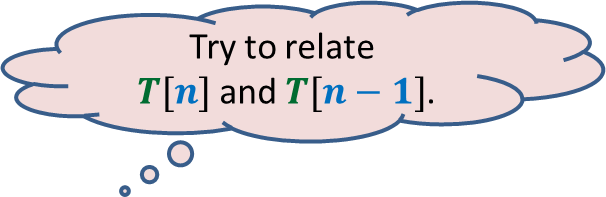 Try to relate
T[n] and T[n − 1].